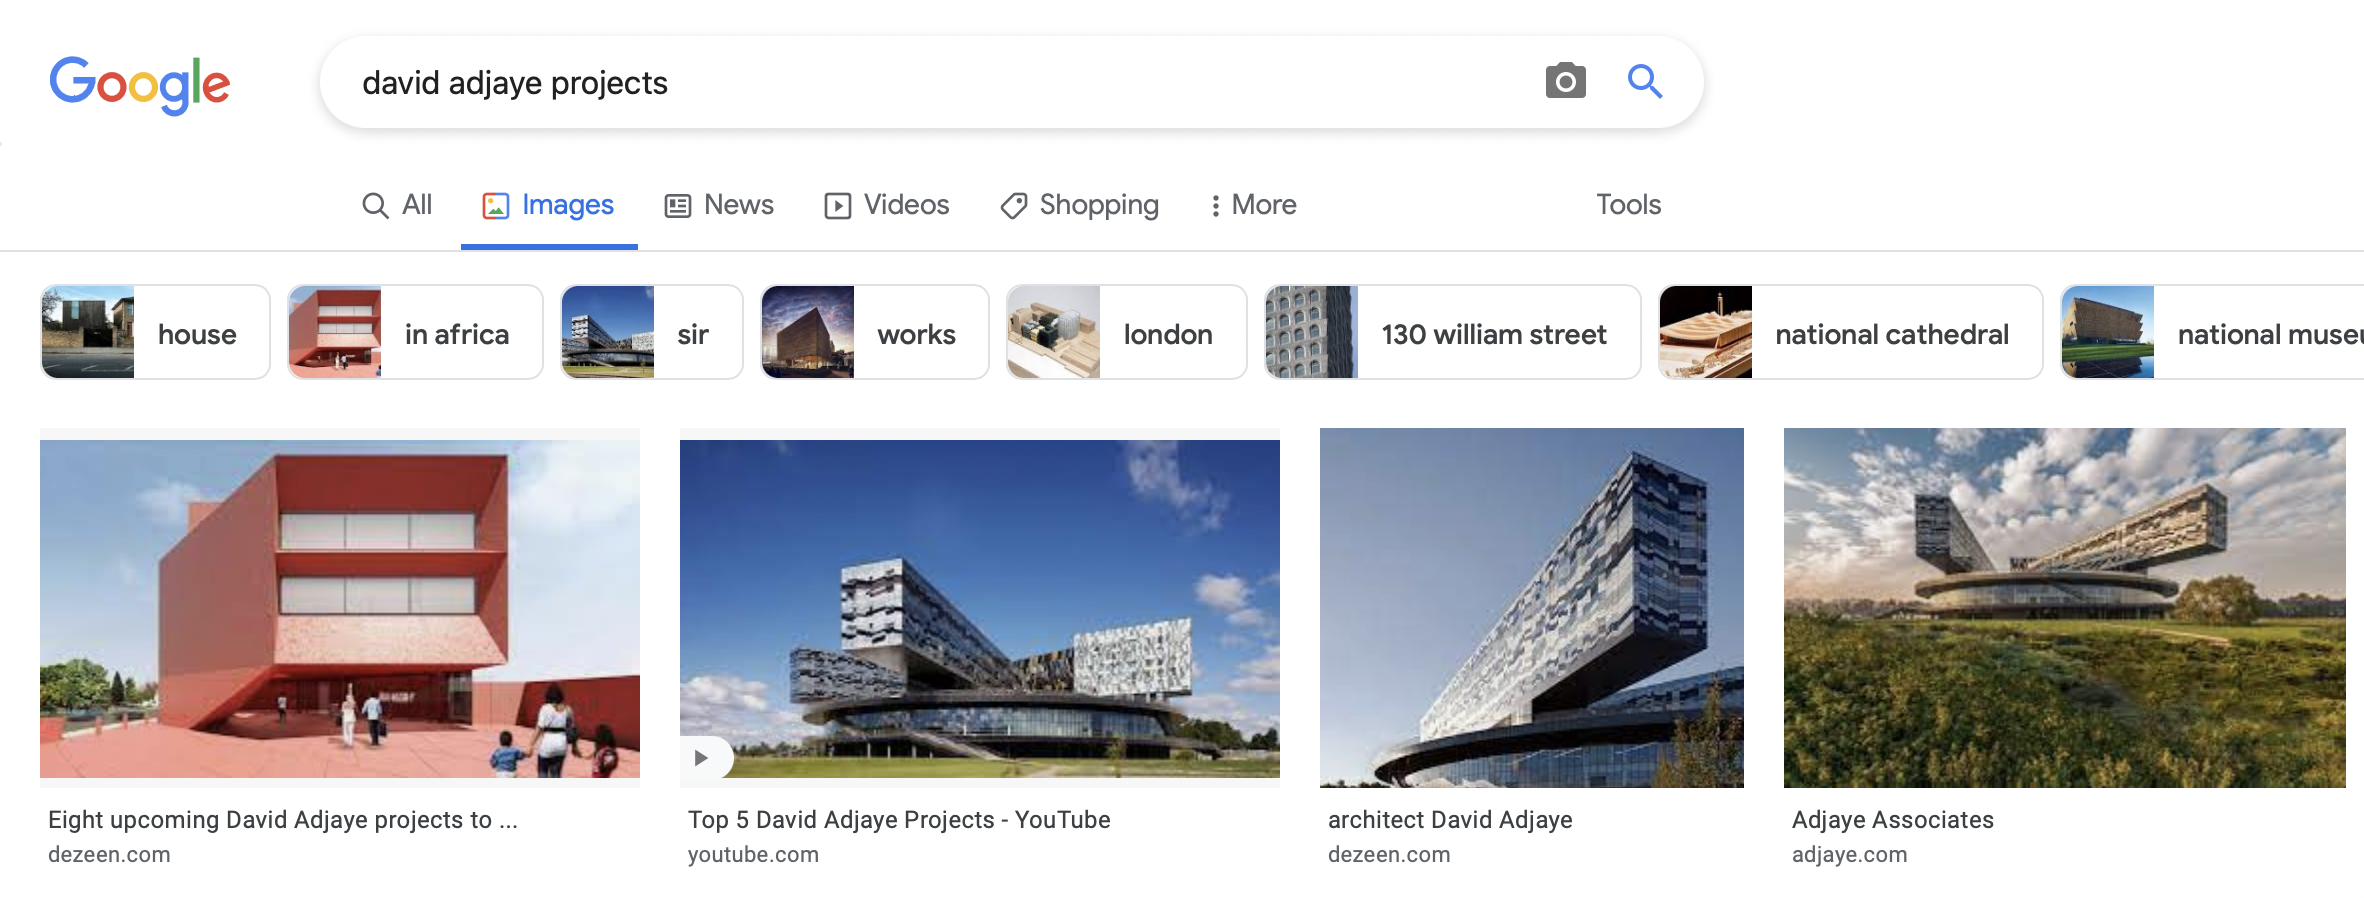 Google
david adjaye projects
All
Images
News
Videos
Shopping
More
Tools
house
in africa
sir
works
london
130 william street
national cathedral
national museu
Eight upcoming David Adjaye projects to ...
dezeen.com
Top 5 David Adjaye Projects - YouTube
youtube.com
architect David Adjaye
dezeen.com
Adjaye Associates
adjaye.com